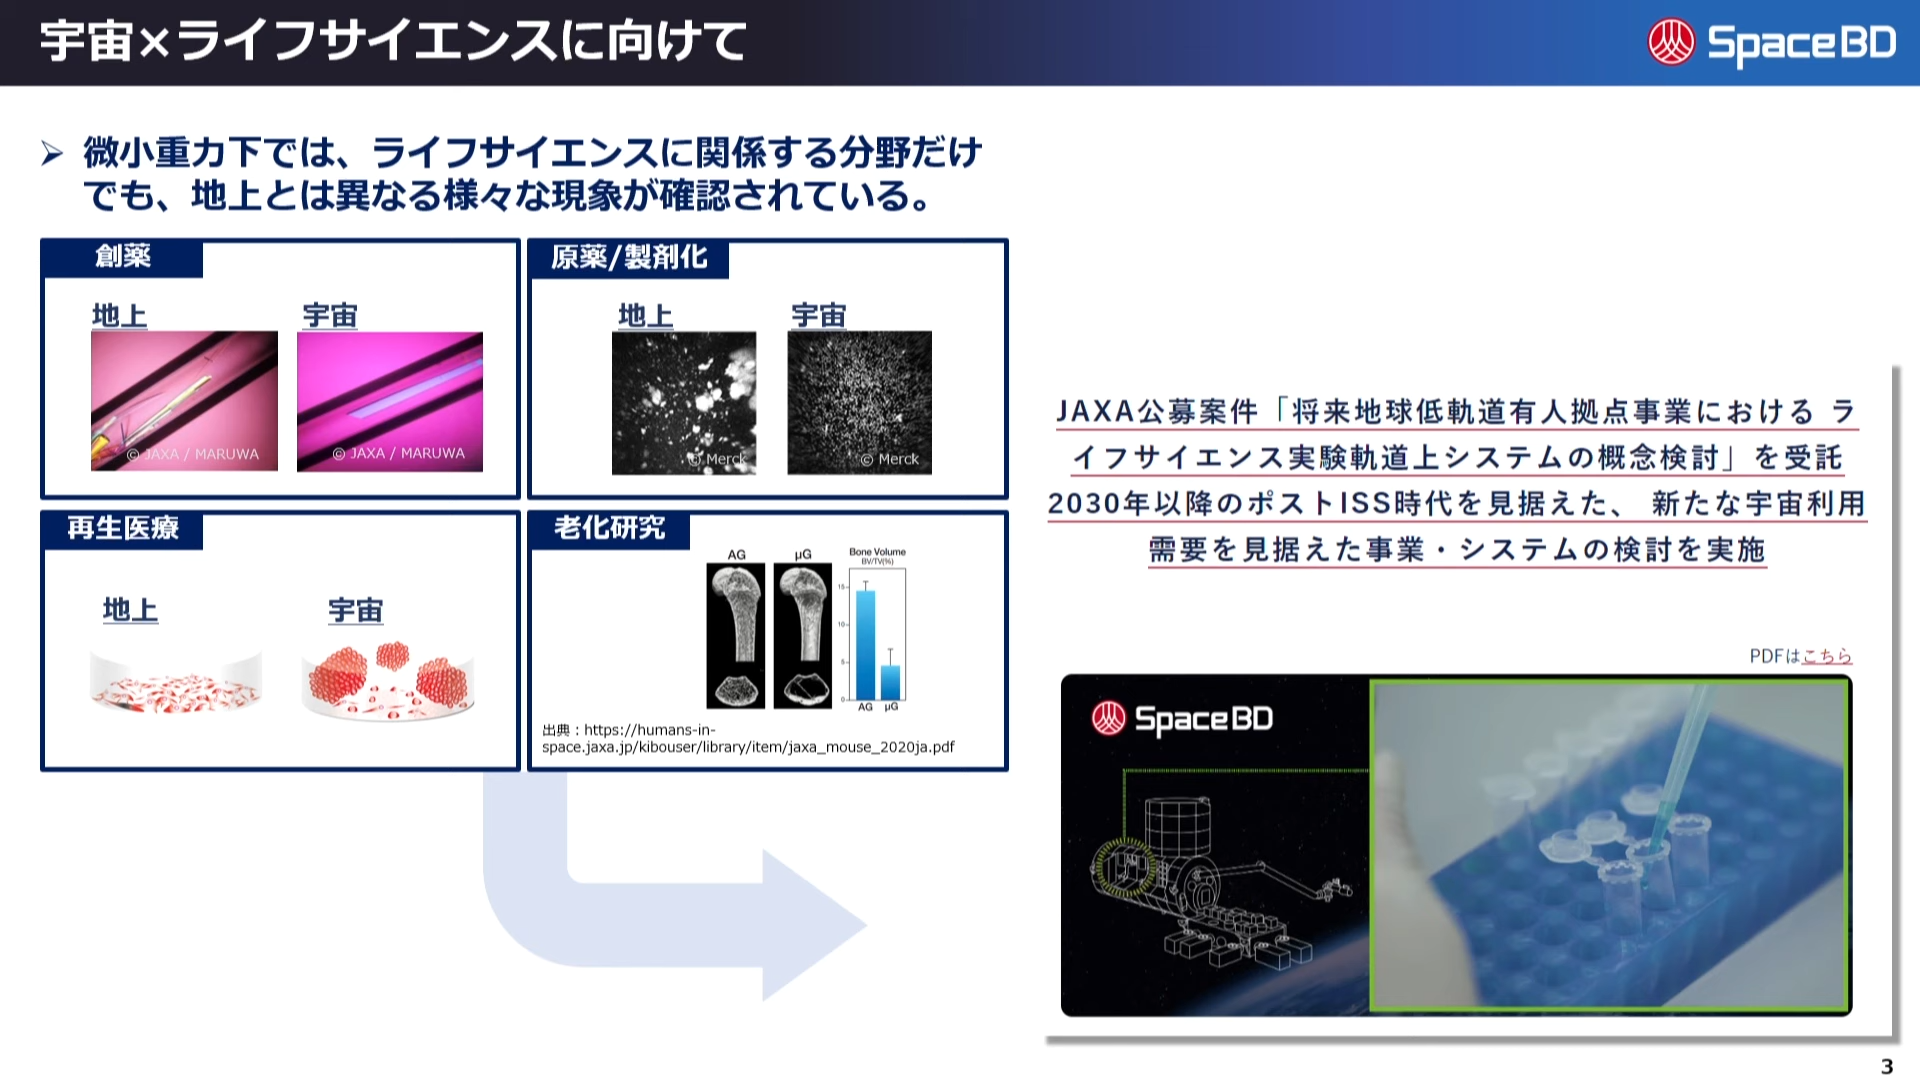 宇宙×ライフサイエンスに向けて
SpaceBD
➢ 微小重力下では、ライフサイエンスに関係する分野だけ
でも、地上とは異なる様々な現象が確認されている。
創薬
地上
宇宙
© JAXA / MARUWA
© JAXA / MARUWA
原薬/製剤化
地上
宇宙
© Merck
© Merck
再生医療
地上
宇宙
老化研究
AG
μG
Bone Volume
BV/TV(%)
15
10
5
0
AG
μG
出典：https://humans-in-
space.jaxa.jp/kibouser/library/item/jaxa_mouse_2020ja.pdf
JAXA公募案件「将来地球低軌道有人拠点事業における ラ
イフサイエンス実験軌道上システムの概念検討」を受託
2030年以降のポストISS時代を見据えた、 新たな宇宙利用
需要を見据えた事業・システムの検討を実施
PDFはこちら
SpaceBD
3